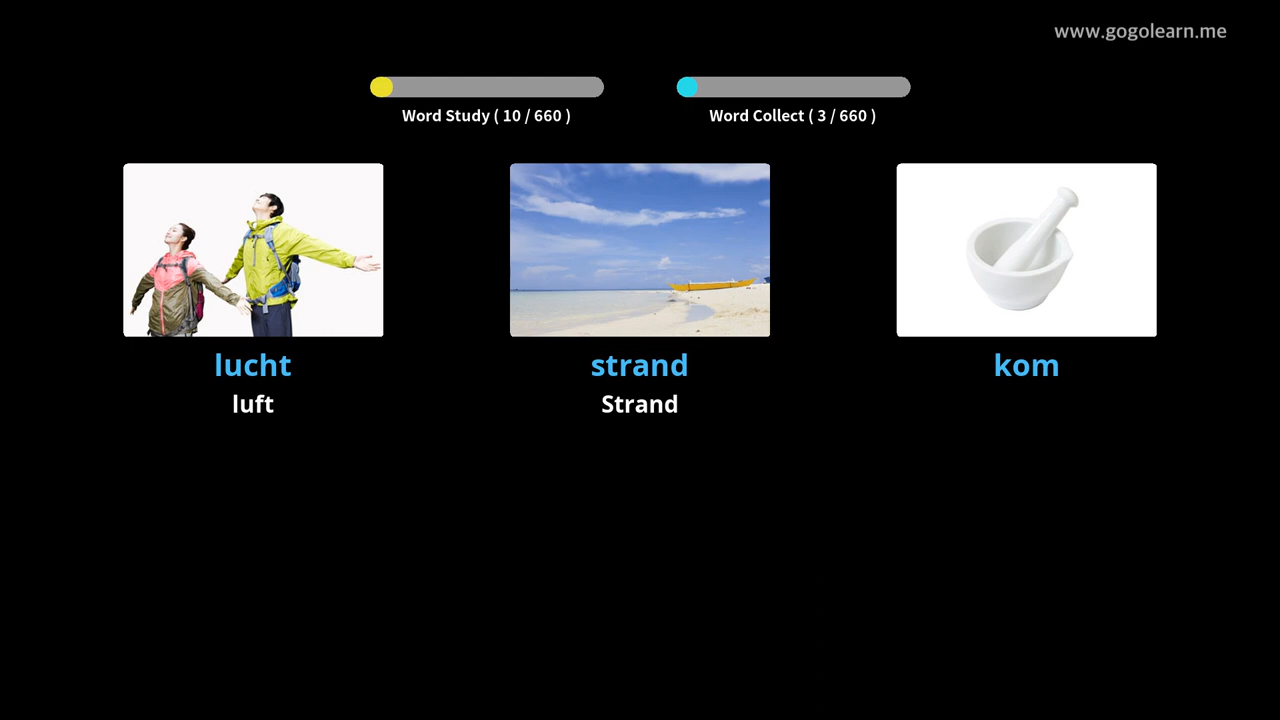 www.gogolearn.me
Word Study ( 10 / 660 )
Word Collect ( 3 / 660 )
lucht
strand
kom
luft
Strand